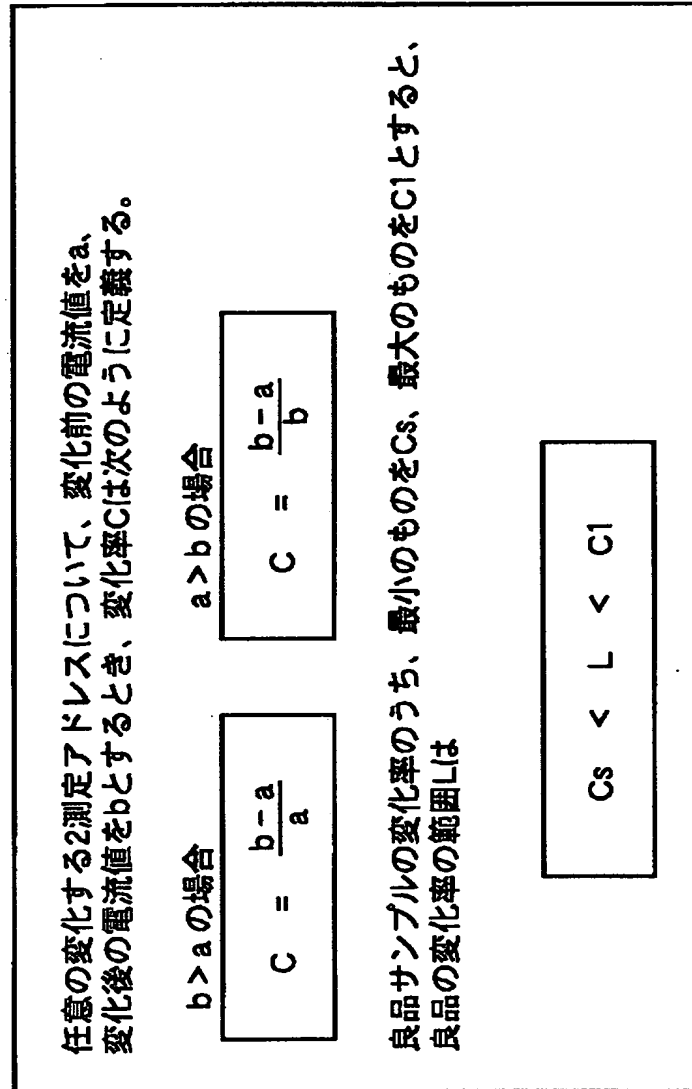 任意の変化する2測定アドレスについて、変化前の電流値をa、
変化後の電流値をbとするとき、変化率Cは次のように定義する。
b>aの場合
C = (b-a)/a
a>bの場合
C = (b-a)/b
良品サンプルの変化率のうち、最小のものをCs、最大のものをC1とすると、
良品の変化率の範囲Lは
Cs < L < C1